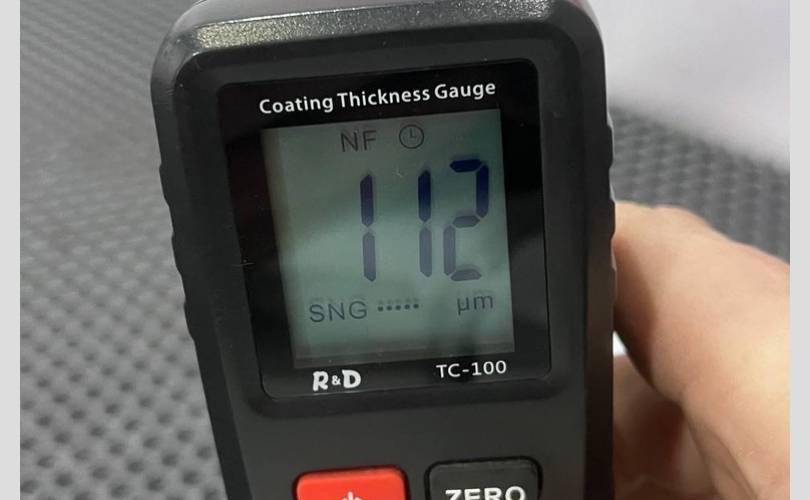 Coating Thickness Gauge
NF
112
SNG µm
R&D TC-100
ZERO